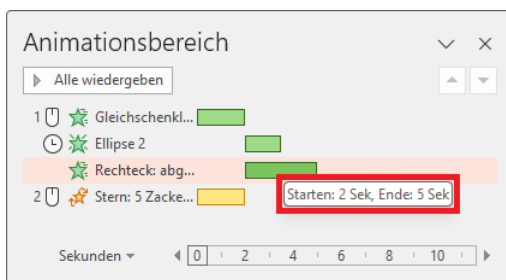 Animationsbereich
Alle wiedergeben
1 Gleichschenkl...
Ellipse 2
Rechteck: abg...
2 Stern: 5 Zacke...
Starten: 2 Sek, Ende: 5 Sek
Sekunden 0 2 4 6 8 10